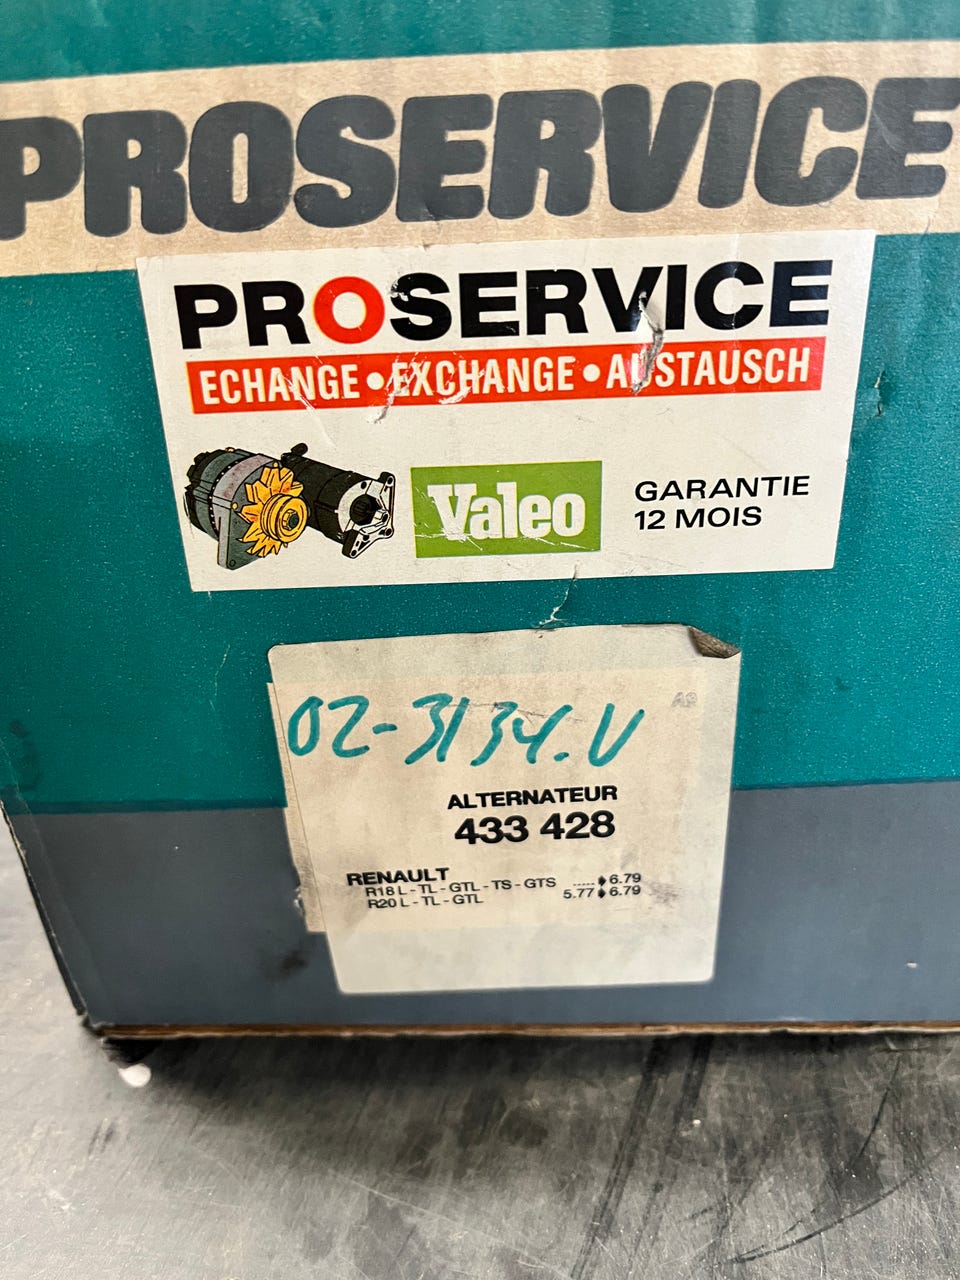 PROSERVICE
PROSERVICE
ECHANGE • EXCHANGE • AUSTAUSCH
Valeo
GARANTIE
12 MOIS
02-3134.V
ALTERNATEUR
433 428
RENAULT
R18 L - TL - GTL - TS - GTS ..... ➧ 6.79
R20 L - TL - GTL 5.77 ➧ 6.79